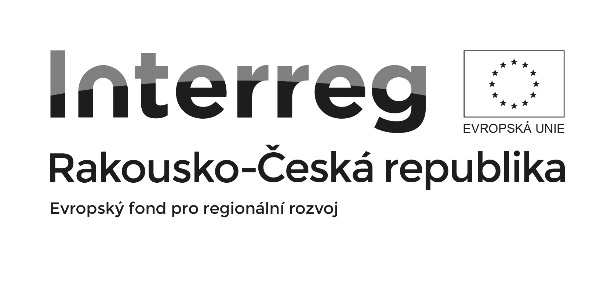 Interreg
EVROPSKÁ UNIE
Rakousko-Česká republika
Evropský fond pro regionální rozvoj